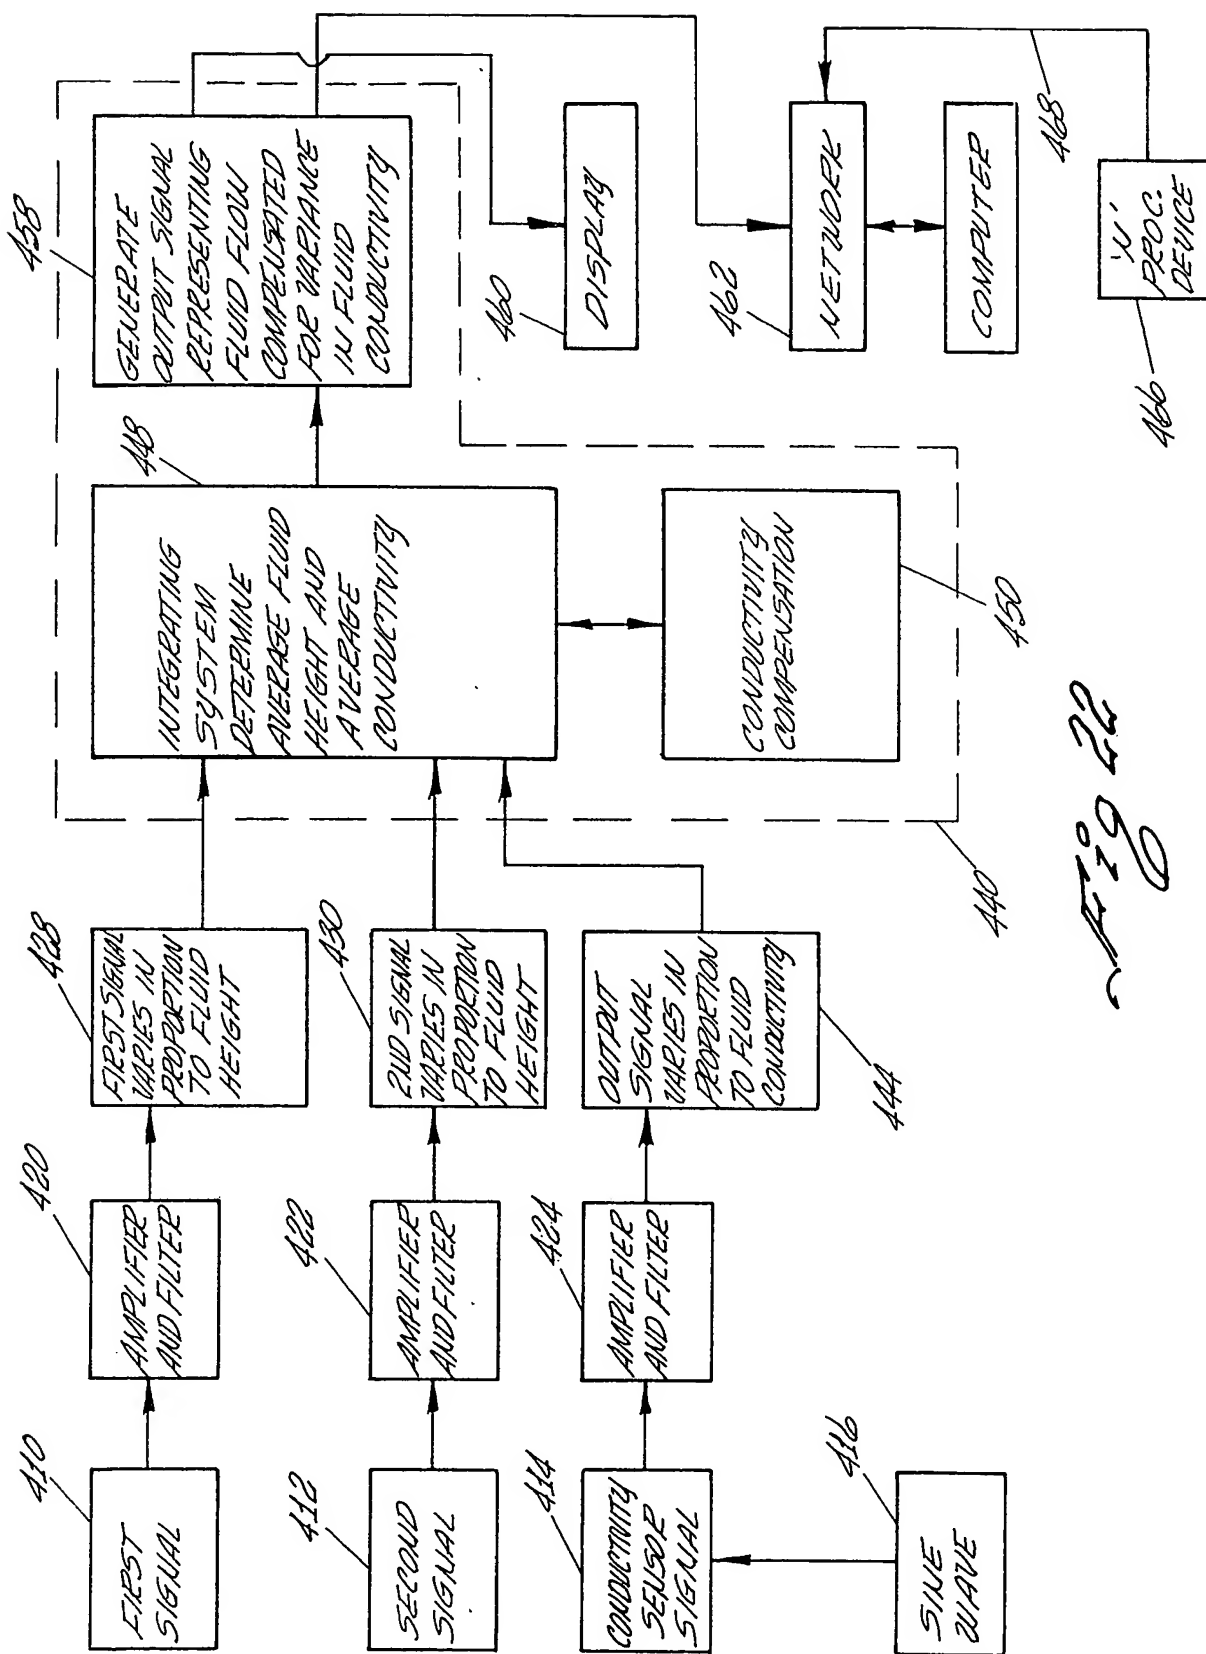 410
FIRST
SIGNAL
420
AMPLIFIER
AND FILTER
428
FIRST SIGNAL
VARIES IN
PROPORTION
TO FLUID
HEIGHT
412
SECOND
SIGNAL
422
AMPLIFIER
AND FILTER
430
2ND SIGNAL
VARIES IN
PROPORTION
TO FLUID
HEIGHT
414
CONDUCTIVITY
SENSOR
SIGNAL
424
AMPLIFIER
AND FILTER
OUTPUT
SIGNAL
VARIES IN
PROPORTION
TO FLUID
CONDUCTIVITY
444
416
SINE
WAVE
440
448
INTEGRATING
SYSTEM
DETERMINE
AVERAGE FLUID
HEIGHT AND
AVERAGE
CONDUCTIVITY
CONDUCTIVITY
COMPENSATION
450
458
GENERATE
OUTPUT SIGNAL
REPRESENTING
FLUID FLOW
COMPENSATED
FOR VARIANCE
IN FLUID
CONDUCTIVITY
460
DISPLAY
462
NETWORK
COMPUTER
468
'N'
PROC.
DEVICE
466
Fig 22